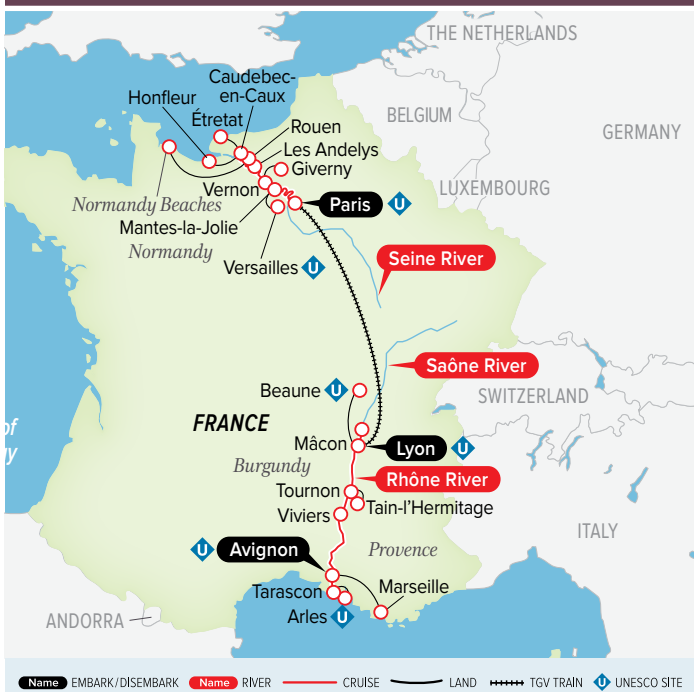 THE NETHERLANDS
Caudebec-
en-Caux
Honfleur
Étretat
BELGIUM
Rouen
GERMANY
Les Andelys
Giverny
LUXEMBOURG
Vernon
Normandy Beaches
Paris U
Mantes-la-Jolie
Normandy
Versailles U
Seine River
Saône River
Beaune U
SWITZERLAND
of
FRANCE
y
Mâcon
Lyon U
Burgundy
Rhône River
Tournon
Tain-l'Hermitage
Viviers
ITALY
U Avignon
Provence
Tarascon
Marseille
Arles U
ANDORRA
Name EMBARK/DISEMBARK Name RIVER CRUISE LAND TGV TRAIN U UNESCO SITE